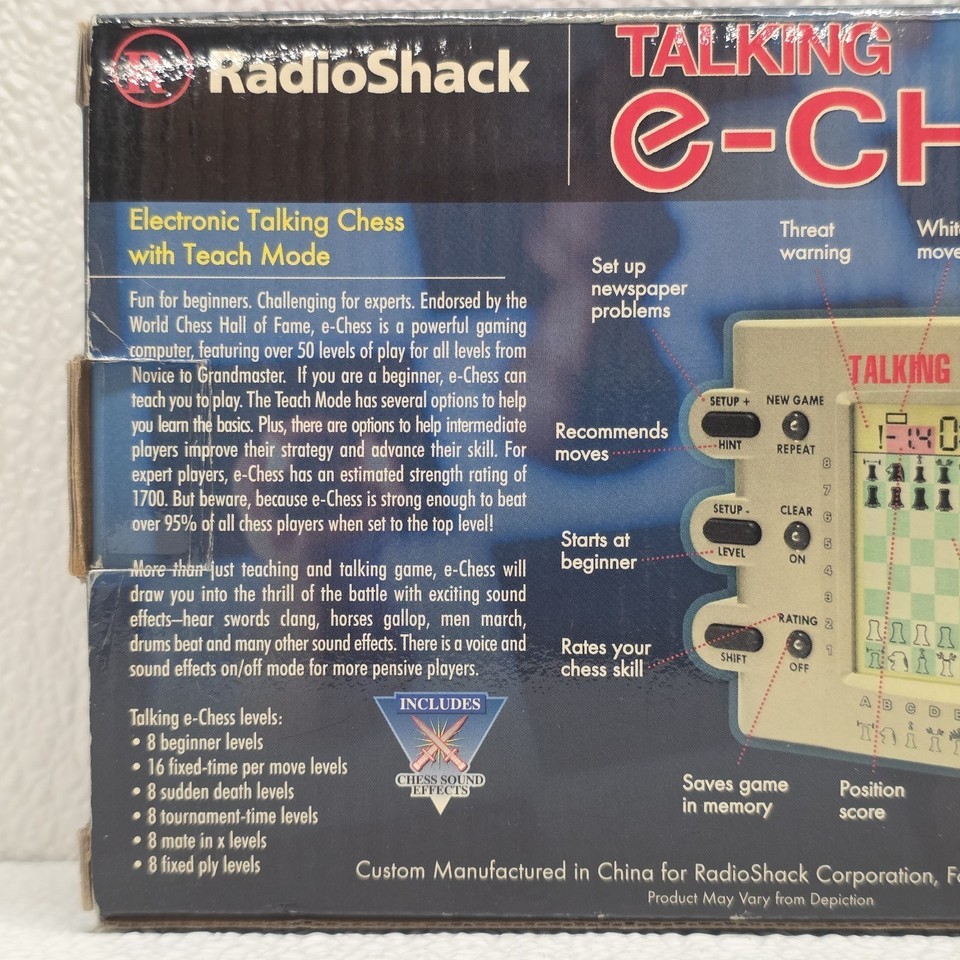 R RadioShack
TALKING
e-CH
Electronic Talking Chess
with Teach Mode
Fun for beginners. Challenging for experts. Endorsed by the
World Chess Hall of Fame, e-Chess is a powerful gaming
computer, featuring over 50 levels of play for all levels from
Novice to Grandmaster. If you are a beginner, e-Chess can
teach you to play. The Teach Mode has several options to help
you learn the basics. Plus, there are options to help intermediate
players improve their strategy and advance their skill. For
expert players, e-Chess has an estimated strength rating of
1700. But beware, because e-Chess is strong enough to beat
over 95% of all chess players when set to the top level!
More than just teaching and talking game, e-Chess will
draw you into the thrill of the battle with exciting sound
effects–hear swords clang, horses gallop, men march,
drums beat and many other sound effects. There is a voice and
sound effects on/off mode for more pensive players.
Talking e-Chess levels:
• 8 beginner levels
• 16 fixed-time per move levels
• 8 sudden death levels
• 8 tournament-time levels
• 8 mate in x levels
• 8 fixed ply levels
INCLUDES
CHESS SOUND
EFFECTS
Set up
newspaper
problems
Threat
warning
Whit
move
Recommends
moves
Starts at
beginner
Rates your
chess skill
Saves game
in memory
Position
score
TALKING
SETUP +
NEW GAME
HINT
REPEAT
!-1.40
SETUP -
CLEAR
LEVEL
ON
RATING
SHIFT
OFF
8
7
6
5
4
3
2
1
A B C D E
Custom Manufactured in China for RadioShack Corporation, Fo
Product May Vary from Depiction